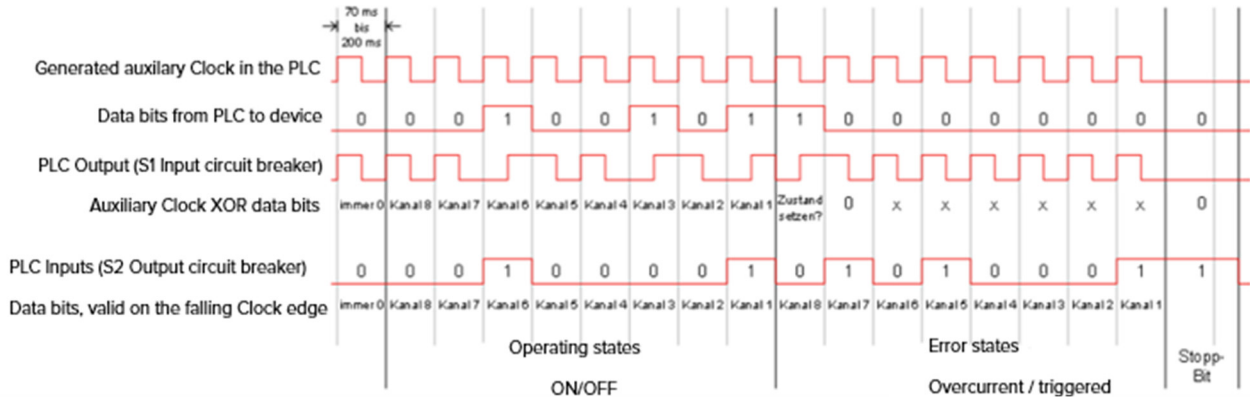 70 ms
bis
200 ms
Generated auxilary Clock in the PLC
Data bits from PLC to device 0 0 0 1 0 0 1 0 1 1 0 0 0 0 0 0 0 0
PLC Output (S1 Input circuit breaker)
Auxiliary Clock XOR data bits immer 0 Kanal 8 Kanal 7 Kanal 6 Kanal 5 Kanal 4 Kanal 3 Kanal 2 Kanal 1 Zustand setzen? 0 x x x x x x 0
PLC Inputs (S2 Output circuit breaker) 0 0 0 1 0 0 0 0 1 0 1 0 1 0 0 0 1 1
Data bits, valid on the falling Clock edge immer 0 Kanal 8 Kanal 7 Kanal 6 Kanal 5 Kanal 4 Kanal 3 Kanal 2 Kanal 1 Kanal 8 Kanal 7 Kanal 6 Kanal 5 Kanal 4 Kanal 3 Kanal 2 Kanal 1
Operating states Error states
Stopp-
Bit
ON/OFF Overcurrent / triggered